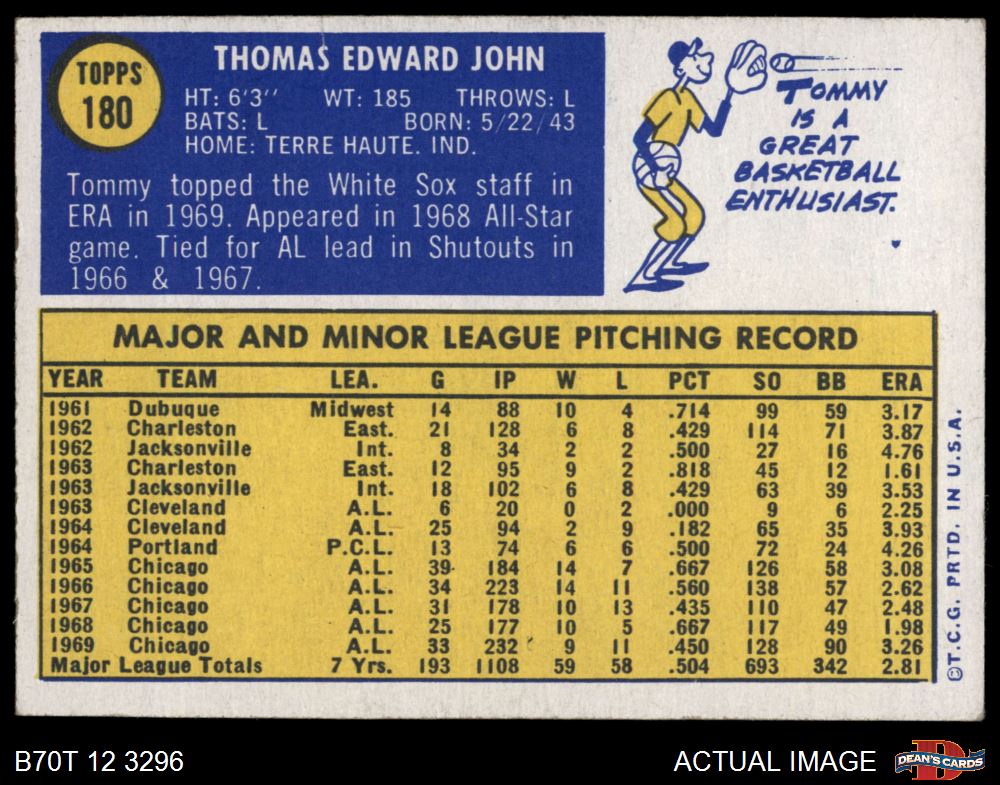 TOPPS
180
THOMAS EDWARD JOHN
HT: 6'3'' WT: 185 THROWS: L
BATS: L BORN: 5/22/43
HOME: TERRE HAUTE. IND.
Tommy topped the White Sox staff in
ERA in 1969. Appeared in 1968 All-Star
game. Tied for AL lead in Shutouts in
1966 & 1967.
TOMMY
IS A
GREAT
BASKETBALL
ENTHUSIAST.
MAJOR AND MINOR LEAGUE PITCHING RECORD
YEAR TEAM LEA. G IP W L PCT SO BB ERA
1961 Dubuque Midwest 14 88 10 4 .714 99 59 3.17
1962 Charleston East. 21 128 6 8 .429 114 71 3.87
1962 Jacksonville Int. 8 34 2 2 .500 27 16 4.76
1963 Charleston East. 12 95 9 2 .818 45 12 1.61
1963 Jacksonville Int. 18 102 6 8 .429 63 39 3.53
1963 Cleveland A.L. 6 20 0 2 .000 9 6 2.25
1964 Cleveland A.L. 25 94 2 9 .182 65 35 3.93
1964 Portland P.C.L. 13 74 6 6 .500 72 24 4.26
1965 Chicago A.L. 39 184 14 7 .667 126 58 3.08
1966 Chicago A.L. 34 223 14 11 .560 138 57 2.62
1967 Chicago A.L. 31 178 10 13 .435 110 47 2.48
1968 Chicago A.L. 25 177 10 5 .667 117 49 1.98
1969 Chicago A.L. 33 232 9 11 .450 128 90 3.26
Major League Totals 7 Yrs. 193 1108 59 58 .504 693 342 2.81
©T.C.G. PRTD. IN U.S.A.
B70T 12 3296
ACTUAL IMAGE
D
DEAN'S CARDS